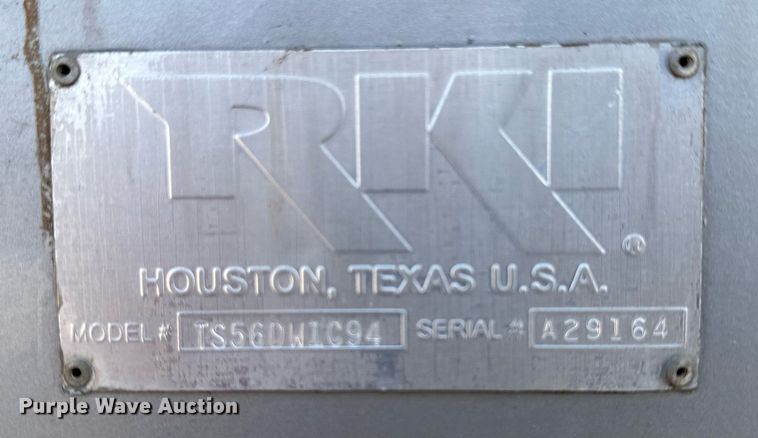 RKI ®
HOUSTON, TEXAS U.S.A.
MODEL # TS56DWIC94 SERIAL # A29164
Purple Wave Auction